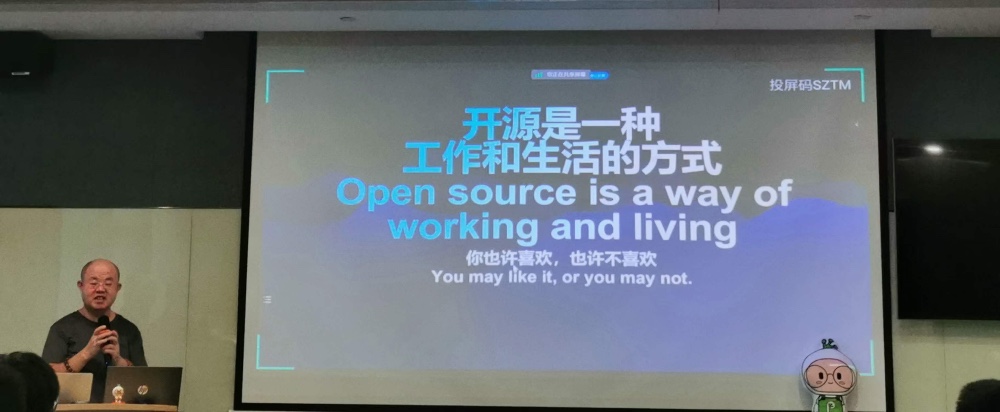 投屏码SZTM
开源是一种
工作和生活的方式
Open source is a way of
working and living
你也许喜欢，也许不喜欢
You may like it, or you may not.
hp
P